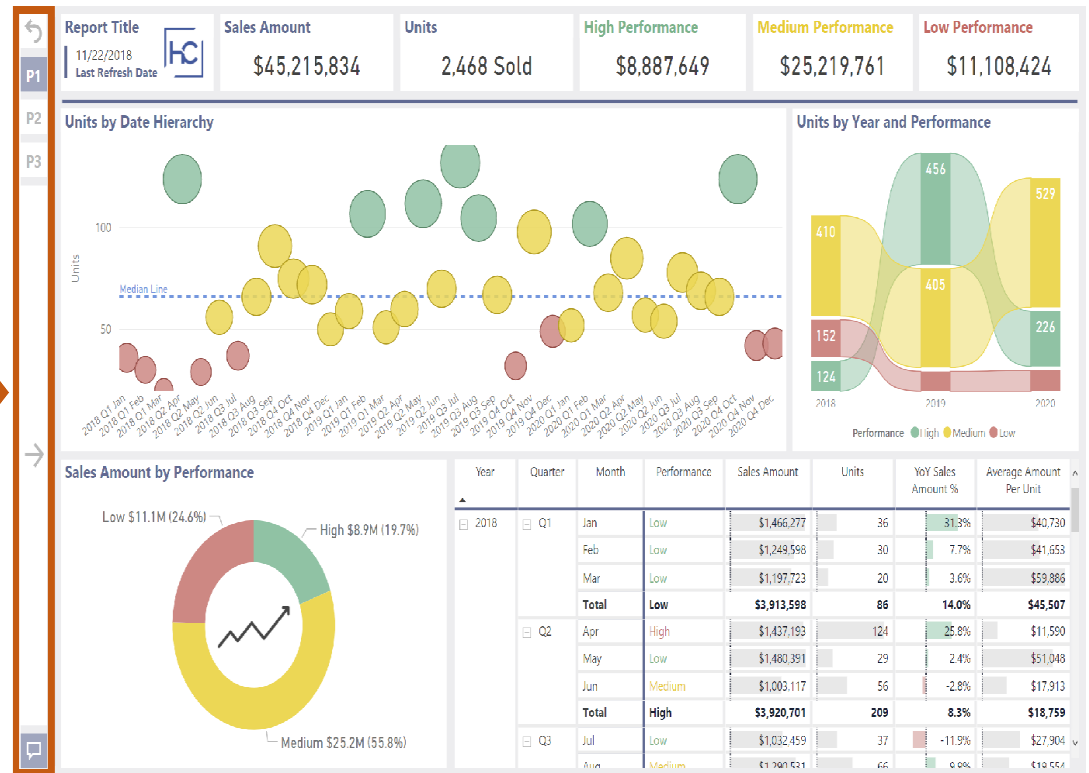 P1
P2
P3
Report Title
11/22/2018
Last Refresh Date
hc
Sales Amount
$45,215,834
Units
2,468 Sold
High Performance
$8,887,649
Medium Performance
$25,219,761
Low Performance
$11,108,424
Units by Date Hierarchy
Units
100
50
Median Line
2018 Q1 Jan
2018 Q1 Feb
2018 Q1 Mar
2018 Q2 Apr
2018 Q2 May
2018 Q2 Jun
2018 Q3 Jul
2018 Q3 Aug
2018 Q3 Sep
2018 Q4 Oct
2018 Q4 Nov
2018 Q4 Dec
2019 Q1 Jan
2019 Q1 Feb
2019 Q1 Mar
2019 Q2 Apr
2019 Q2 May
2019 Q2 Jun
2019 Q3 Jul
2019 Q3 Aug
2019 Q3 Sep
2019 Q4 Oct
2019 Q4 Nov
2019 Q4 Dec
2020 Q1 Jan
2020 Q1 Feb
2020 Q1 Mar
2020 Q2 Apr
2020 Q2 May
2020 Q2 Jun
2020 Q3 Jul
2020 Q3 Aug
2020 Q3 Sep
2020 Q4 Oct
2020 Q4 Nov
2020 Q4 Dec
Units by Year and Performance
456
529
410
405
152
226
124
2018 2019 2020
Performance High Medium Low
Sales Amount by Performance
Low $11.1M (24.6%)
High $8.9M (19.7%)
Medium $25.2M (55.8%)
Year Quarter Month Performance Sales Amount Units YoY Sales Amount % Average Amount Per Unit
2018 Q1 Jan Low $1,466,277 36 31.3% $40,730
Feb Low $1,249,598 30 7.7% $41,653
Mar Low $1,197,723 20 3.6% $59,886
Total Low $3,913,598 86 14.0% $45,507
Q2 Apr High $1,437,193 124 25.8% $11,590
May Low $1,480,391 29 2.4% $51,048
Jun Medium $1,003,117 56 -2.8% $17,913
Total High $3,920,701 209 8.3% $18,759
Q3 Jul Low $1,032,459 37 -11.9% $27,904
Aug Medium $1,290,531 66 9.9% $19,554